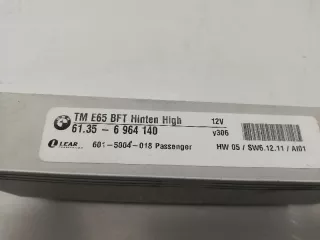 TM E65 BFT Hinten High 12V
61.35 - 6 964 140 y306
LEAR 601-5004-018 Passenger HW 05 / SW6.12.11 / AI01